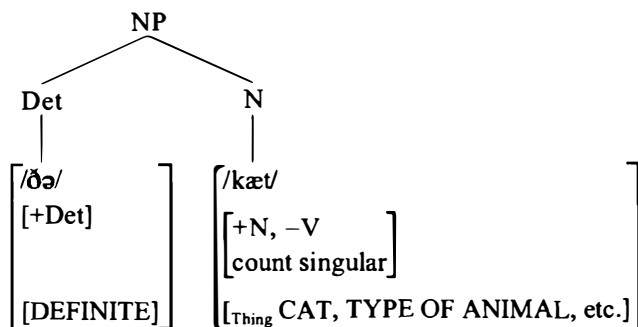 NP
Det N
/ðə/ /kæt/
[+Det] [+N, –V
count singular]
[DEFINITE] [Thing CAT, TYPE OF ANIMAL, etc.]